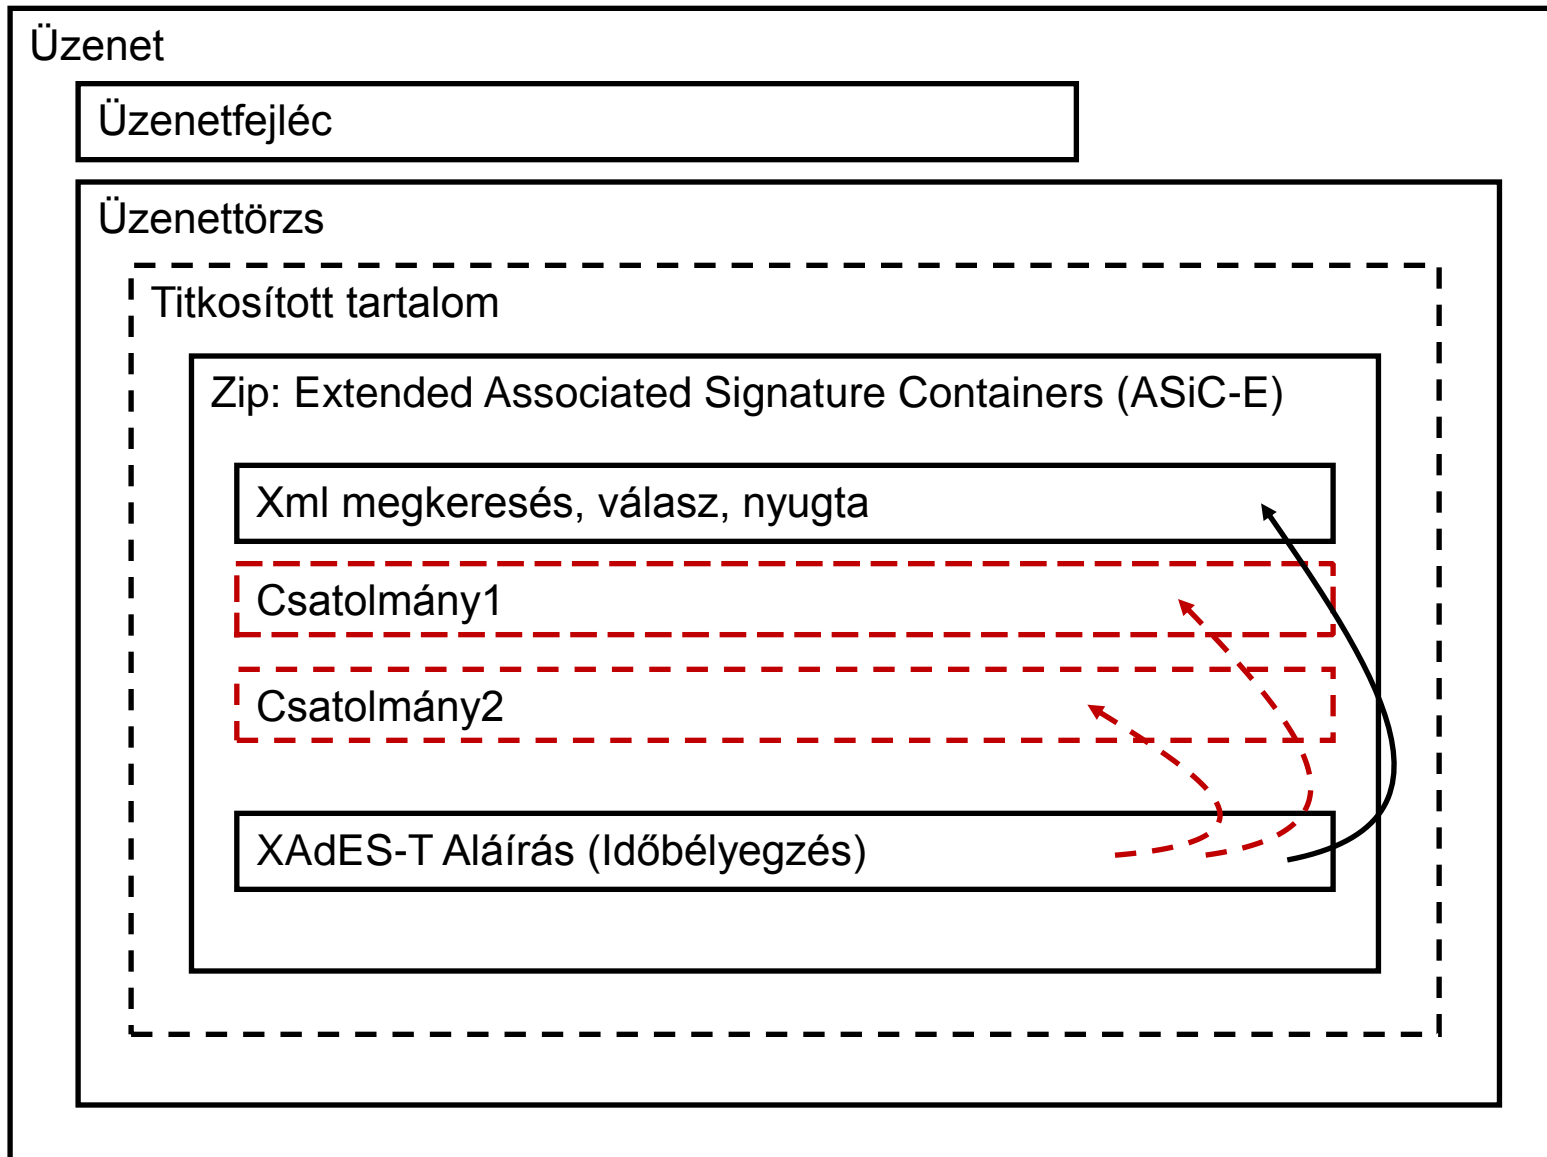 Üzenet
Üzenetfejléc
Üzenettörzs
Titkosított tartalom
Zip: Extended Associated Signature Containers (ASiC-E)
Xml megkeresés, válasz, nyugta
Csatolmány1
Csatolmány2
XAdES-T Aláírás (Időbélyegzés)